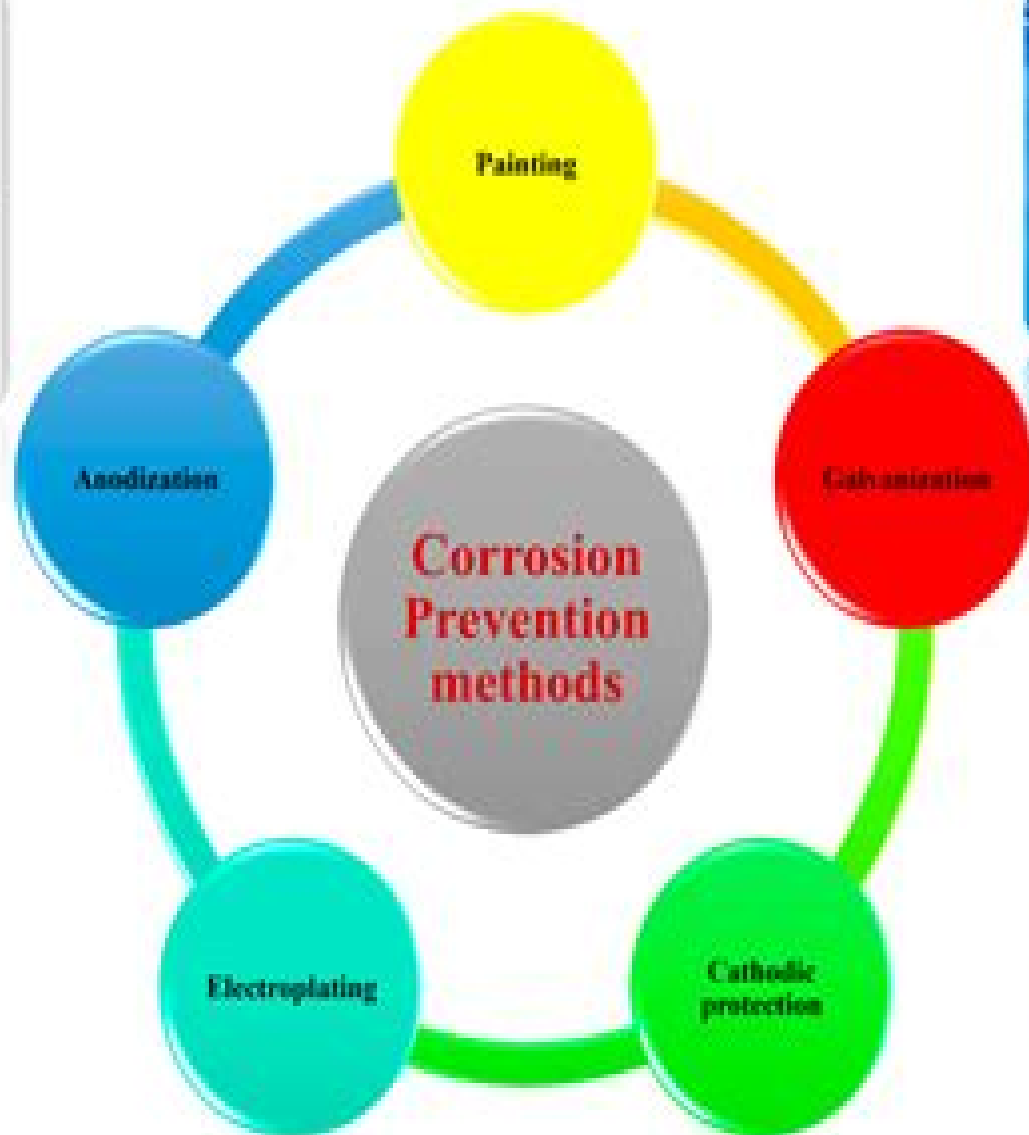 Painting
Galvanization
Cathodic
protection
Electroplating
Anodization
Corrosion
Prevention
methods